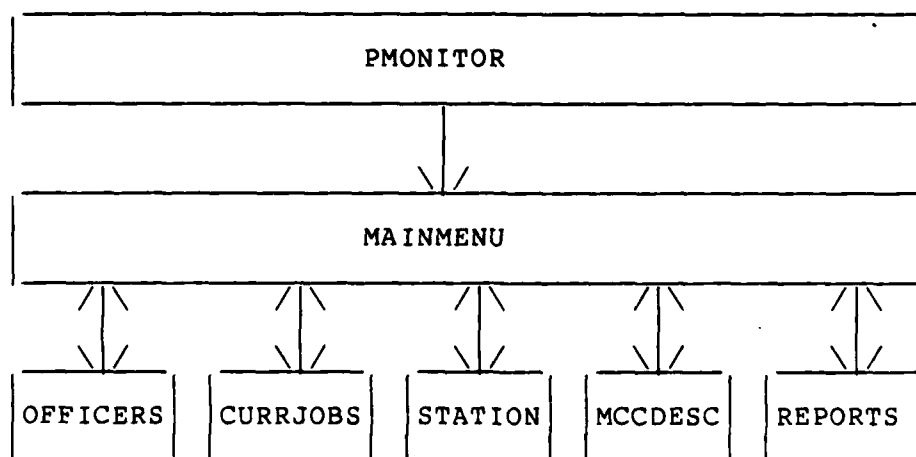 PMONITOR
MAINMENU
OFFICERS CURRJOBS STATION MCCDESC REPORTS